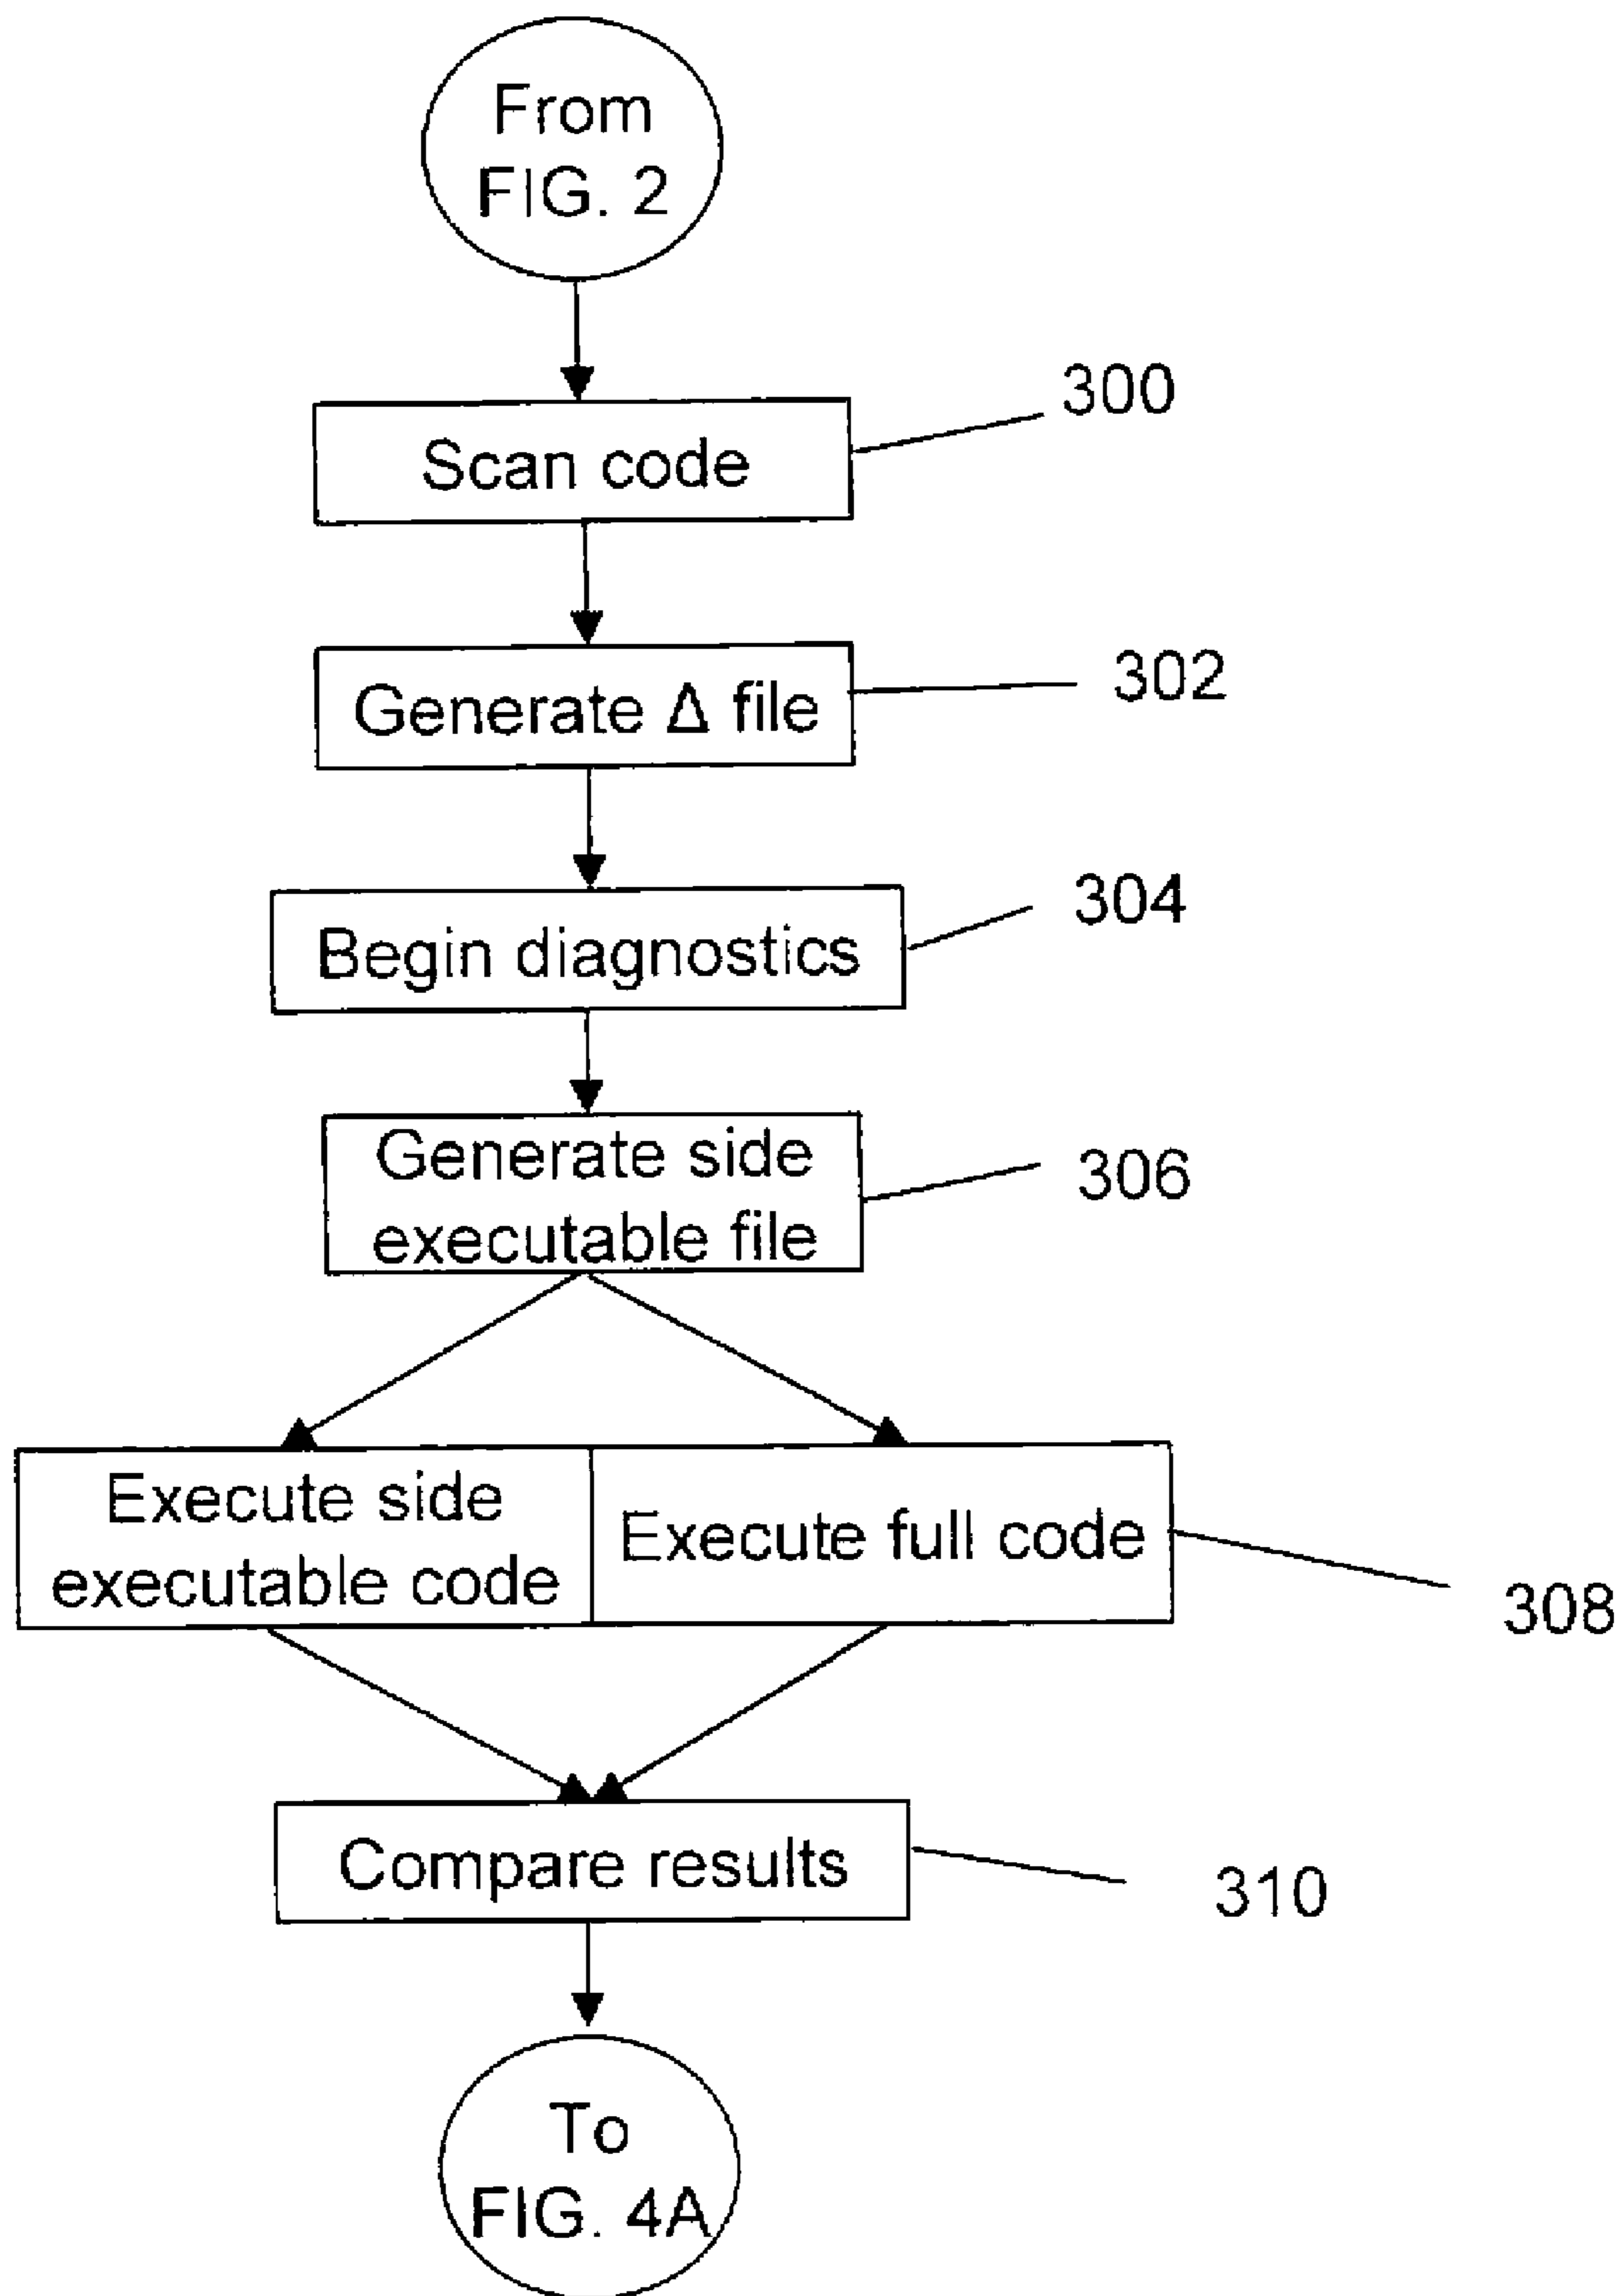 From
FIG. 2
300
Scan code
302
Generate Δ file
304
Begin diagnostics
Generate side
executable file
306
Execute side
executable code
Execute full code
308
Compare results
310
To
FIG. 4A